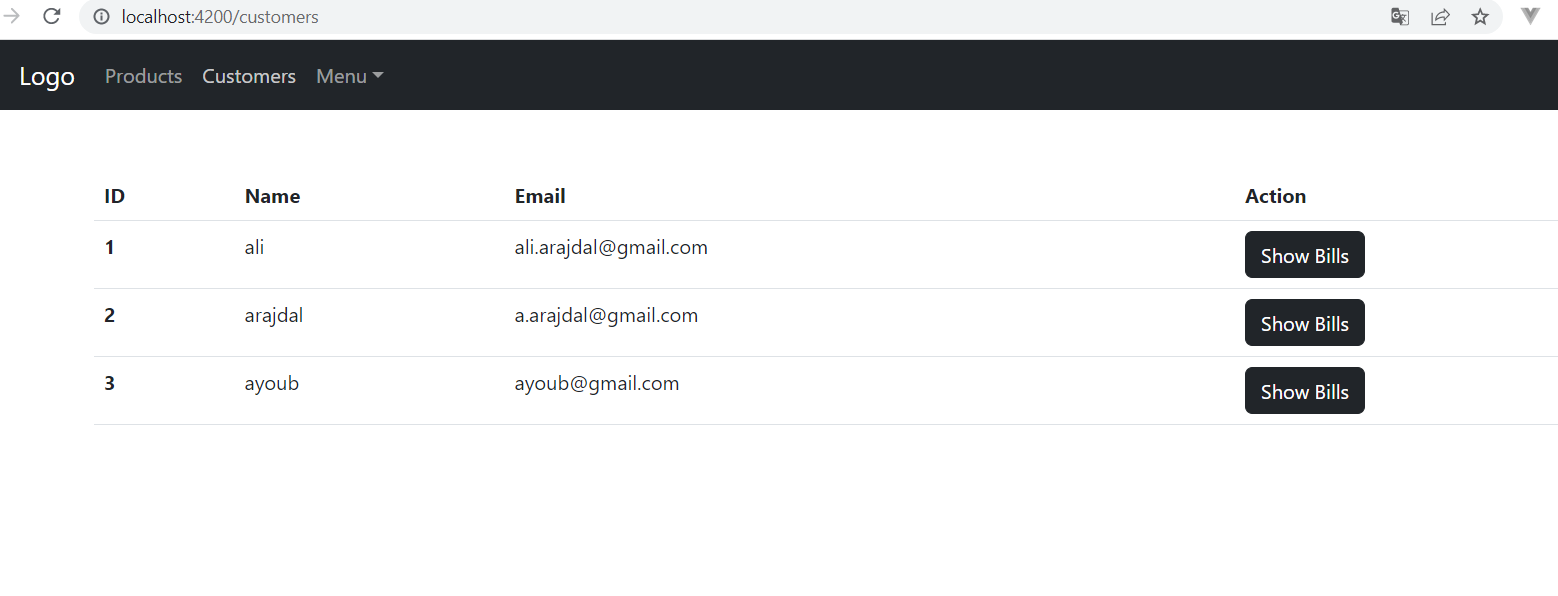 localhost:4200/customers
Logo Products Customers Menu
ID Name Email Action
1 ali ali.arajdal@gmail.com Show Bills
2 arajdal a.arajdal@gmail.com Show Bills
3 ayoub ayoub@gmail.com Show Bills